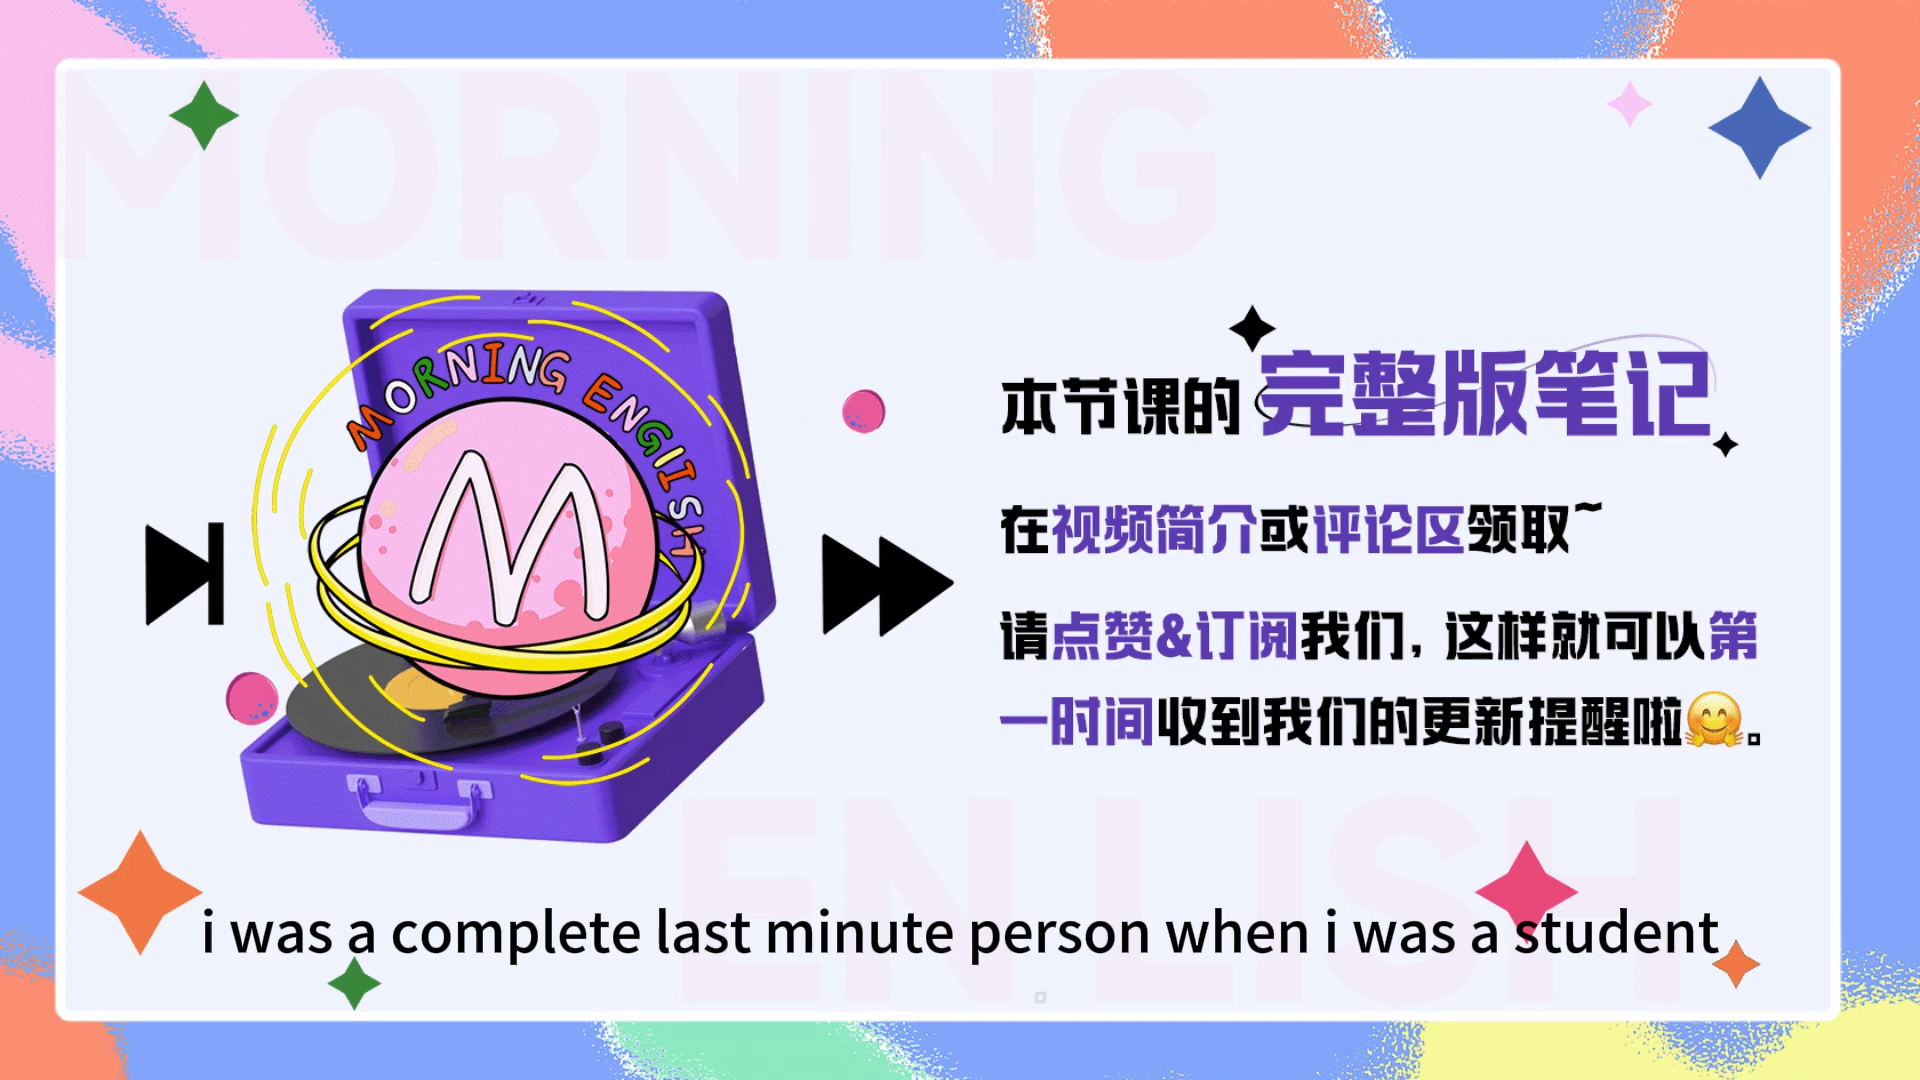 MORNING
MORNING ENGlISH
M
本节课的 完整版笔记
在视频简介或评论区领取~
请点赞&订阅我们，这样就可以第
一时间收到我们的更新提醒啦🤗。
EN LISH
i was a complete last minute person when i was a student